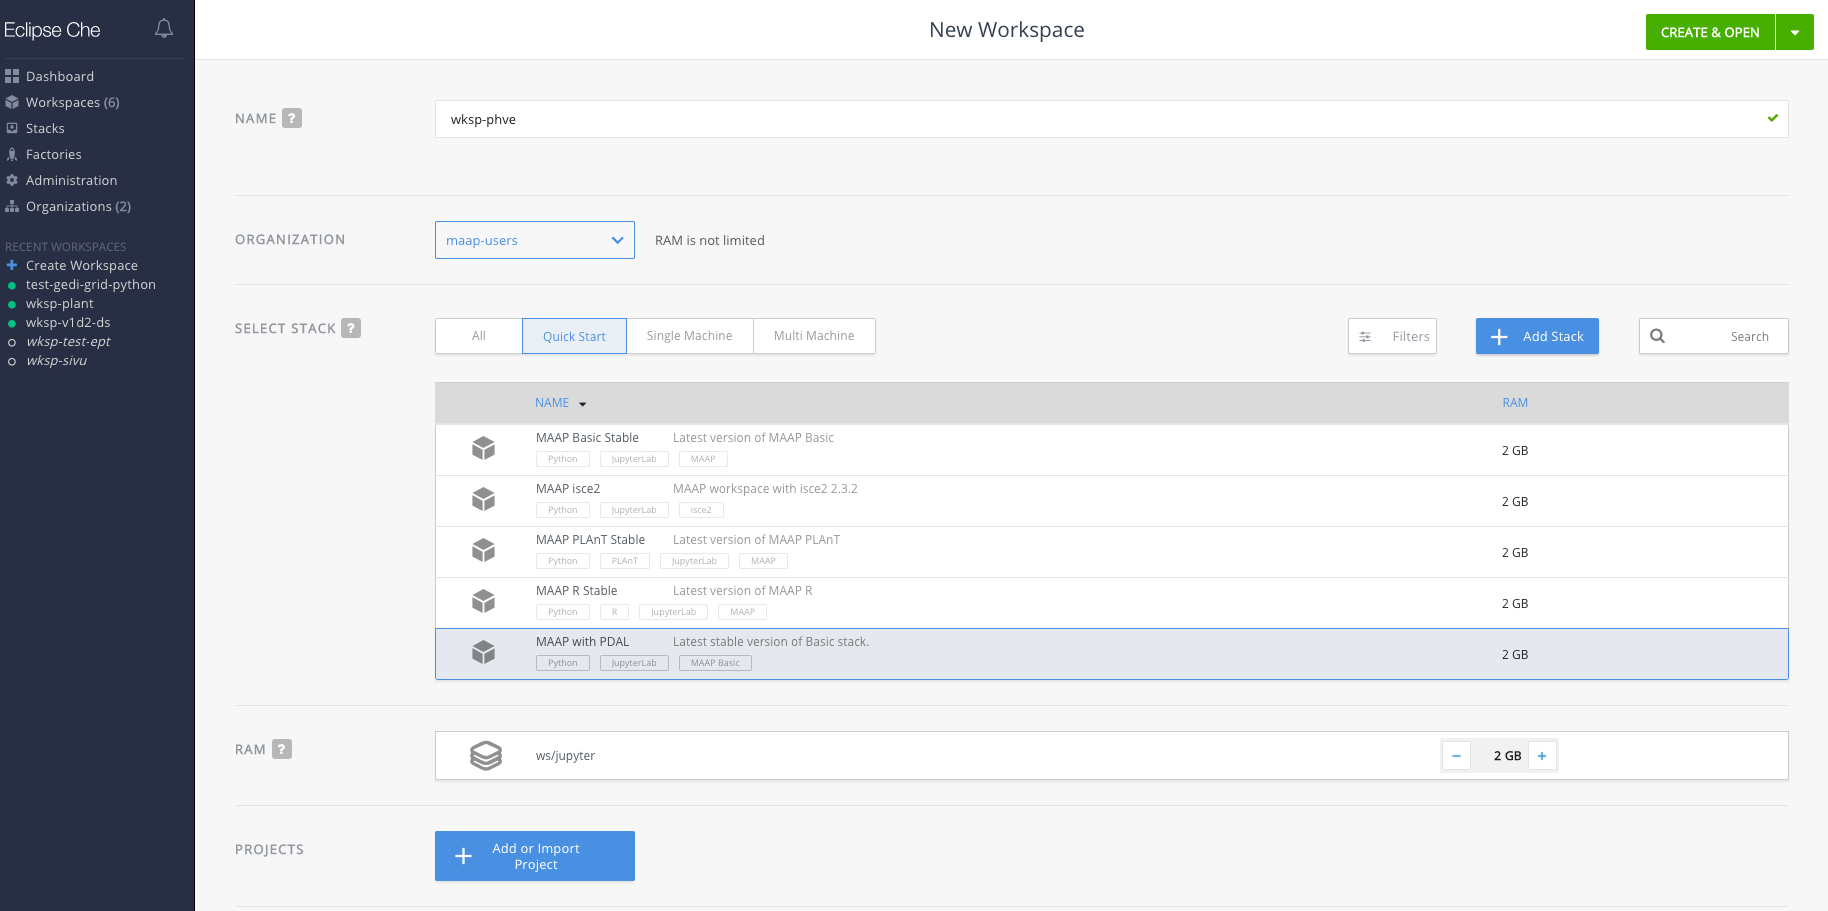 Eclipse Che
Dashboard
Workspaces (6)
Stacks
Factories
Administration
Organizations (2)
RECENT WORKSPACES
Create Workspace
test-gedi-grid-python
wksp-plant
wksp-v1d2-ds
wksp-test-ept
wksp-sivu
New Workspace
CREATE & OPEN
NAME ?
wksp-phve
ORGANIZATION
maap-users
RAM is not limited
SELECT STACK ?
All
Quick Start
Single Machine
Multi Machine
Filters
Add Stack
Search
NAME RAM
MAAP Basic Stable Latest version of MAAP Basic
Python JupyterLab MAAP
2 GB
MAAP isce2 MAAP workspace with isce2 2.3.2
Python JupyterLab isce2
2 GB
MAAP PLAnT Stable Latest version of MAAP PLAnT
Python PLAnT JupyterLab MAAP
2 GB
MAAP R Stable Latest version of MAAP R
Python R JupyterLab MAAP
2 GB
MAAP with PDAL Latest stable version of Basic stack.
Python JupyterLab MAAP Basic
2 GB
RAM ?
ws/jupyter
− 2 GB +
PROJECTS
Add or Import
Project